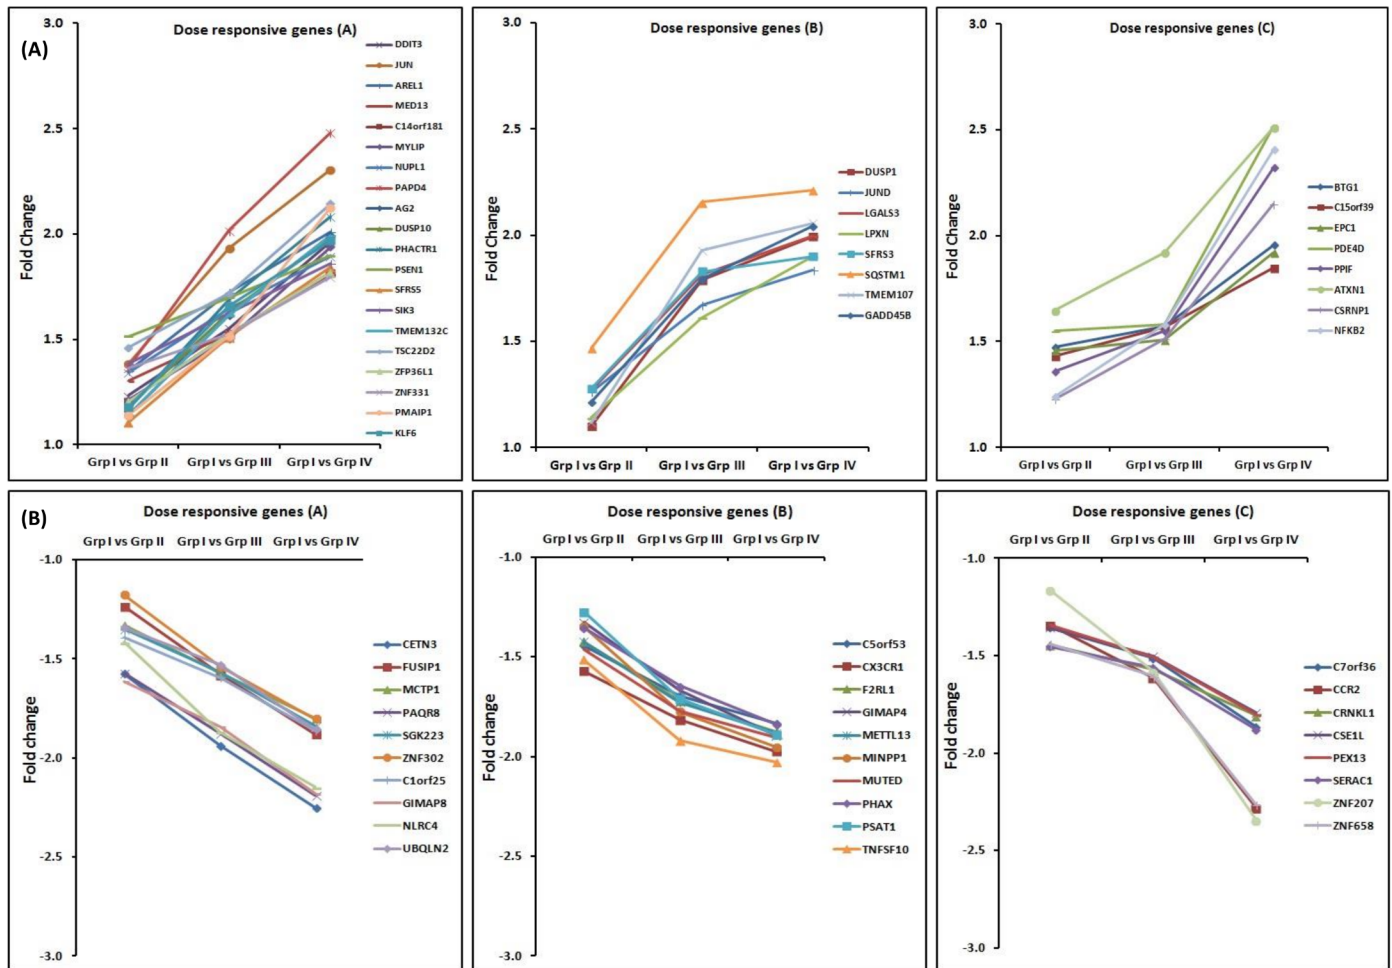 (A)
Dose responsive genes (A)
3.0
2.5
2.0
1.5
1.0
Fold Change
Grp I vs Grp II
Grp I vs Grp III
Grp I vs Grp IV
DDIT3
JUN
AREL1
MED13
C14orf181
MYLIP
NUPL1
PAPD4
AG2
DUSP10
PHACTR1
PSEN1
SFRS5
SIK3
TMEM132C
TSC22D2
ZFP36L1
ZNF331
PMAIP1
KLF6
Dose responsive genes (B)
3.0
2.5
2.0
1.5
1.0
Fold Change
Grp I vs Grp II
Grp I vs Grp III
Grp I vs Grp IV
DUSP1
JUND
LGALS3
LPXN
SFRS3
SQSTM1
TMEM107
GADD45B
Dose responsive genes (C)
3.0
2.5
2.0
1.5
1.0
Fold Change
Grp I vs Grp II
Grp I vs Grp III
Grp I vs Grp IV
BTG1
C15orf39
EPC1
PDE4D
PPIF
ATXN1
CSRNP1
NFKB2
(B)
Dose responsive genes (A)
Grp I vs Grp II
Grp I vs Grp III
Grp I vs Grp IV
-1.0
-1.5
-2.0
-2.5
-3.0
Fold change
CETN3
FUSIP1
MCTP1
PAQR8
SGK223
ZNF302
C1orf25
GIMAP8
NLRC4
UBQLN2
Dose responsive genes (B)
Grp I vs Grp II
Grp I vs Grp III
Grp I vs Grp IV
-1.0
-1.5
-2.0
-2.5
-3.0
Fold change
C5orf53
CX3CR1
F2RL1
GIMAP4
METTL13
MINPP1
MUTED
PHAX
PSAT1
TNFSF10
Dose responsive genes (C)
Grp I vs Grp II
Grp I vs Grp III
Grp I vs Grp IV
-1.0
-1.5
-2.0
-2.5
-3.0
Fold change
C7orf36
CCR2
CRNKL1
CSE1L
PEX13
SERAC1
ZNF207
ZNF658